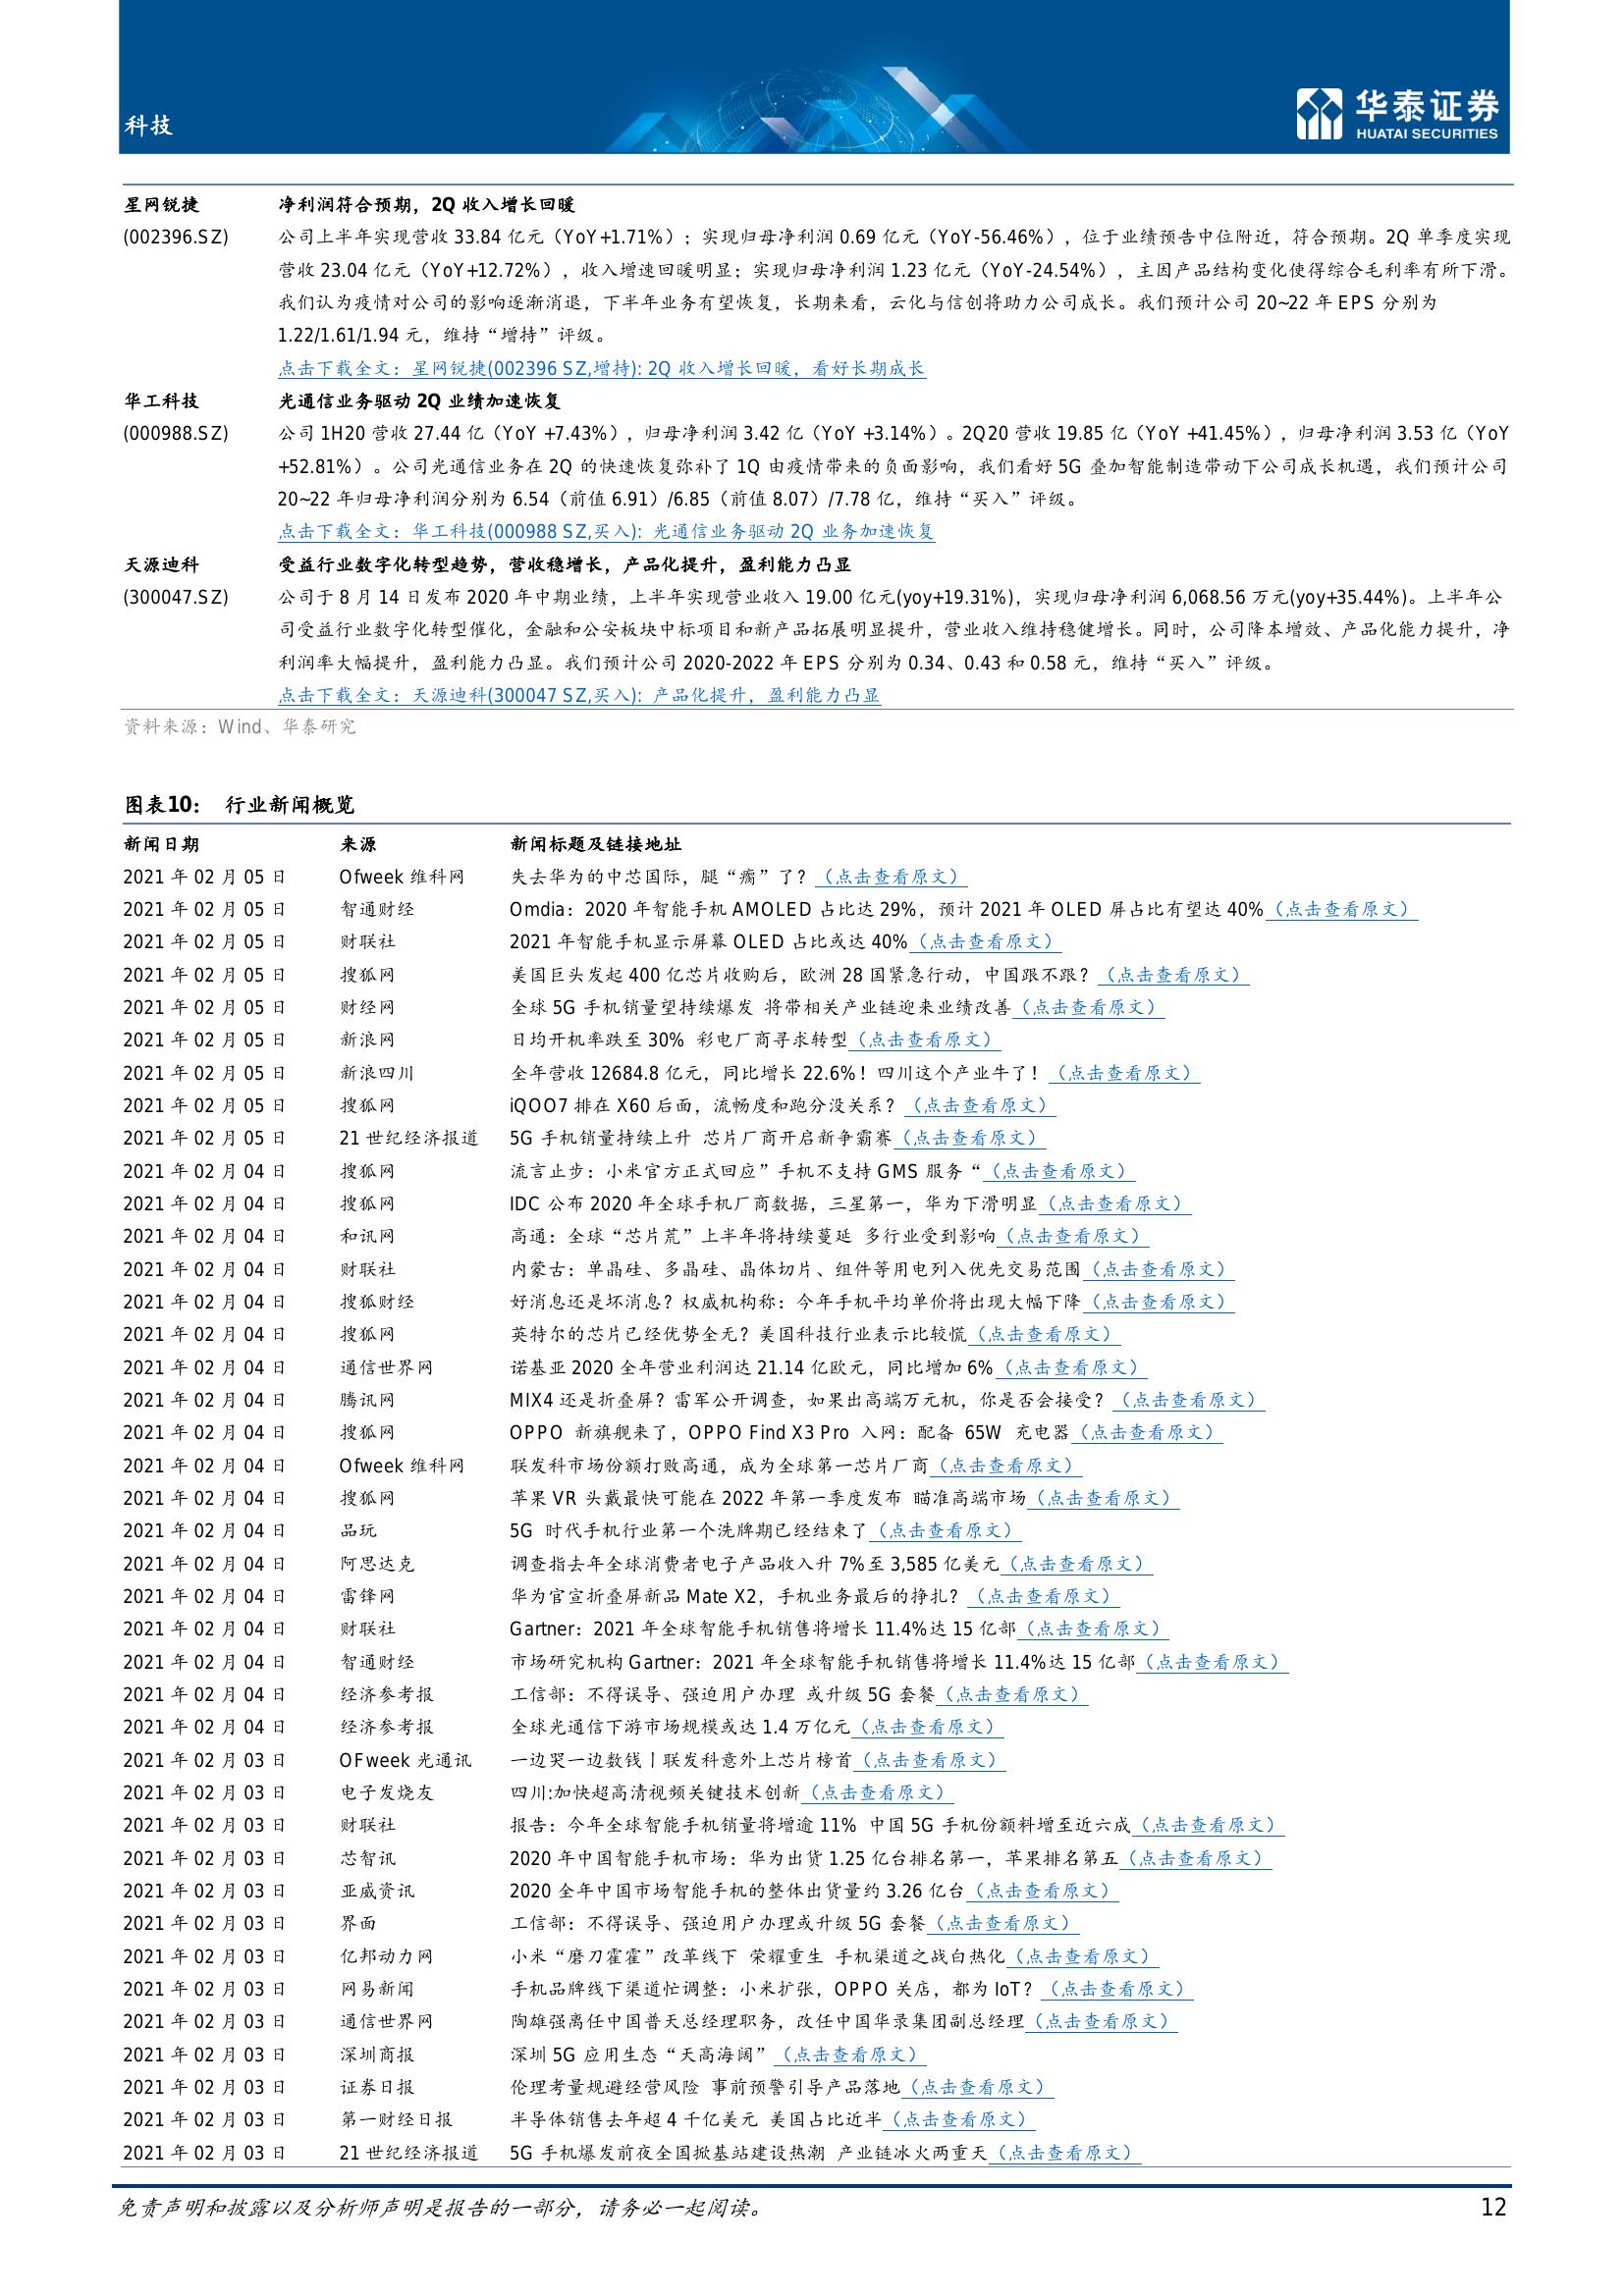 科技
华泰证券
HUATAI SECURITIES
星网锐捷 净利润符合预期，2Q 收入增长回暖
(002396.SZ) 公司上半年实现营收 33.84 亿元（YoY+1.71%）；实现归母净利润 0.69 亿元（YoY-56.46%），位于业绩预告中位附近，符合预期。2Q 单季度实现
营收 23.04 亿元（YoY+12.72%），收入增速回暖明显；实现归母净利润 1.23 亿元（YoY-24.54%），主因产品结构变化使得综合毛利率有所下滑。
我们认为疫情对公司的影响逐渐消退，下半年业务有望恢复，长期来看，云化与信创将助力公司成长。我们预计公司 20~22 年 EPS 分别为
1.22/1.61/1.94 元，维持“增持”评级。
点击下载全文：星网锐捷(002396 SZ,增持): 2Q 收入增长回暖，看好长期成长
华工科技 光通信业务驱动 2Q 业绩加速恢复
(000988.SZ) 公司 1H20 营收 27.44 亿（YoY +7.43%），归母净利润 3.42 亿（YoY +3.14%）。2Q20 营收 19.85 亿（YoY +41.45%），归母净利润 3.53 亿（YoY
+52.81%）。公司光通信业务在 2Q 的快速恢复弥补了 1Q 由疫情带来的负面影响，我们看好 5G 叠加智能制造带动下公司成长机遇，我们预计公司
20~22 年归母净利润分别为 6.54（前值 6.91）/6.85（前值 8.07）/7.78 亿，维持“买入”评级。
点击下载全文：华工科技(000988 SZ,买入): 光通信业务驱动 2Q 业务加速恢复
天源迪科 受益行业数字化转型趋势，营收稳增长，产品化提升，盈利能力凸显
(300047.SZ) 公司于 8 月 14 日发布 2020 年中期业绩，上半年实现营业收入 19.00 亿元(yoy+19.31%)，实现归母净利润 6,068.56 万元(yoy+35.44%)。上半年公
司受益行业数字化转型催化，金融和公安板块中标项目和新产品拓展明显提升，营业收入维持稳健增长。同时，公司降本增效、产品化能力提升，净
利润率大幅提升，盈利能力凸显。我们预计公司 2020-2022 年 EPS 分别为 0.34、0.43 和 0.58 元，维持“买入”评级。
点击下载全文：天源迪科(300047 SZ,买入): 产品化提升，盈利能力凸显
资料来源：Wind、华泰研究
图表10： 行业新闻概览
新闻日期 来源 新闻标题及链接地址
2021 年 02 月 05 日 Ofweek 维科网 失去华为的中芯国际，腿“瘸”了？（点击查看原文）
2021 年 02 月 05 日 智通财经 Omdia：2020 年智能手机 AMOLED 占比达 29%，预计 2021 年 OLED 屏占比有望达 40%（点击查看原文）
2021 年 02 月 05 日 财联社 2021 年智能手机显示屏幕 OLED 占比或达 40%（点击查看原文）
2021 年 02 月 05 日 搜狐网 美国巨头发起 400 亿芯片收购后，欧洲 28 国紧急行动，中国跟不跟？（点击查看原文）
2021 年 02 月 05 日 财经网 全球 5G 手机销量望持续爆发 将带相关产业链迎来业绩改善（点击查看原文）
2021 年 02 月 05 日 新浪网 日均开机率跌至 30% 彩电厂商寻求转型（点击查看原文）
2021 年 02 月 05 日 新浪四川 全年营收 12684.8 亿元，同比增长 22.6%！四川这个产业牛了！（点击查看原文）
2021 年 02 月 05 日 搜狐网 iQOO7 排在 X60 后面，流畅度和跑分没关系？（点击查看原文）
2021 年 02 月 05 日 21 世纪经济报道 5G 手机销量持续上升 芯片厂商开启新争霸赛（点击查看原文）
2021 年 02 月 04 日 搜狐网 流言止步：小米官方正式回应”手机不支持 GMS 服务“（点击查看原文）
2021 年 02 月 04 日 搜狐网 IDC 公布 2020 年全球手机厂商数据，三星第一，华为下滑明显（点击查看原文）
2021 年 02 月 04 日 和讯网 高通：全球“芯片荒”上半年将持续蔓延 多行业受到影响（点击查看原文）
2021 年 02 月 04 日 财联社 内蒙古：单晶硅、多晶硅、晶体切片、组件等用电列入优先交易范围（点击查看原文）
2021 年 02 月 04 日 搜狐财经 好消息还是坏消息？权威机构称：今年手机平均单价将出现大幅下降（点击查看原文）
2021 年 02 月 04 日 搜狐网 英特尔的芯片已经优势全无？美国科技行业表示比较慌（点击查看原文）
2021 年 02 月 04 日 通信世界网 诺基亚 2020 全年营业利润达 21.14 亿欧元，同比增加 6%（点击查看原文）
2021 年 02 月 04 日 腾讯网 MIX4 还是折叠屏？雷军公开调查，如果出高端万元机，你是否会接受？（点击查看原文）
2021 年 02 月 04 日 搜狐网 OPPO 新旗舰来了，OPPO Find X3 Pro 入网：配备 65W 充电器（点击查看原文）
2021 年 02 月 04 日 Ofweek 维科网 联发科市场份额打败高通，成为全球第一芯片厂商（点击查看原文）
2021 年 02 月 04 日 搜狐网 苹果 VR 头戴最快可能在 2022 年第一季度发布 瞄准高端市场（点击查看原文）
2021 年 02 月 04 日 品玩 5G 时代手机行业第一个洗牌期已经结束了（点击查看原文）
2021 年 02 月 04 日 阿思达克 调查指去年全球消费者电子产品收入升 7%至 3,585 亿美元（点击查看原文）
2021 年 02 月 04 日 雷锋网 华为官宣折叠屏新品 Mate X2，手机业务最后的挣扎？（点击查看原文）
2021 年 02 月 04 日 财联社 Gartner：2021 年全球智能手机销售将增长 11.4%达 15 亿部（点击查看原文）
2021 年 02 月 04 日 智通财经 市场研究机构 Gartner：2021 年全球智能手机销售将增长 11.4%达 15 亿部（点击查看原文）
2021 年 02 月 04 日 经济参考报 工信部：不得误导、强迫用户办理 或升级 5G 套餐（点击查看原文）
2021 年 02 月 04 日 经济参考报 全球光通信下游市场规模或达 1.4 万亿元（点击查看原文）
2021 年 02 月 03 日 OFweek 光通讯 一边哭一边数钱丨联发科意外上芯片榜首（点击查看原文）
2021 年 02 月 03 日 电子发烧友 四川:加快超高清视频关键技术创新（点击查看原文）
2021 年 02 月 03 日 财联社 报告：今年全球智能手机销量将增逾 11% 中国 5G 手机份额料增至近六成（点击查看原文）
2021 年 02 月 03 日 芯智讯 2020 年中国智能手机市场：华为出货 1.25 亿台排名第一，苹果排名第五（点击查看原文）
2021 年 02 月 03 日 亚威资讯 2020 全年中国市场智能手机的整体出货量约 3.26 亿台（点击查看原文）
2021 年 02 月 03 日 界面 工信部：不得误导、强迫用户办理或升级 5G 套餐（点击查看原文）
2021 年 02 月 03 日 亿邦动力网 小米“磨刀霍霍”改革线下 荣耀重生 手机渠道之战白热化（点击查看原文）
2021 年 02 月 03 日 网易新闻 手机品牌线下渠道忙调整：小米扩张，OPPO 关店，都为 IoT？（点击查看原文）
2021 年 02 月 03 日 通信世界网 陶雄强离任中国普天总经理职务，改任中国华录集团副总经理（点击查看原文）
2021 年 02 月 03 日 深圳商报 深圳 5G 应用生态“天高海阔”（点击查看原文）
2021 年 02 月 03 日 证券日报 伦理考量规避经营风险 事前预警引导产品落地（点击查看原文）
2021 年 02 月 03 日 第一财经日报 半导体销售去年超 4 千亿美元 美国占比近半（点击查看原文）
2021 年 02 月 03 日 21 世纪经济报道 5G 手机爆发前夜全国掀基站建设热潮 产业链冰火两重天（点击查看原文）
免责声明和披露以及分析师声明是报告的一部分，请务必一起阅读。 12